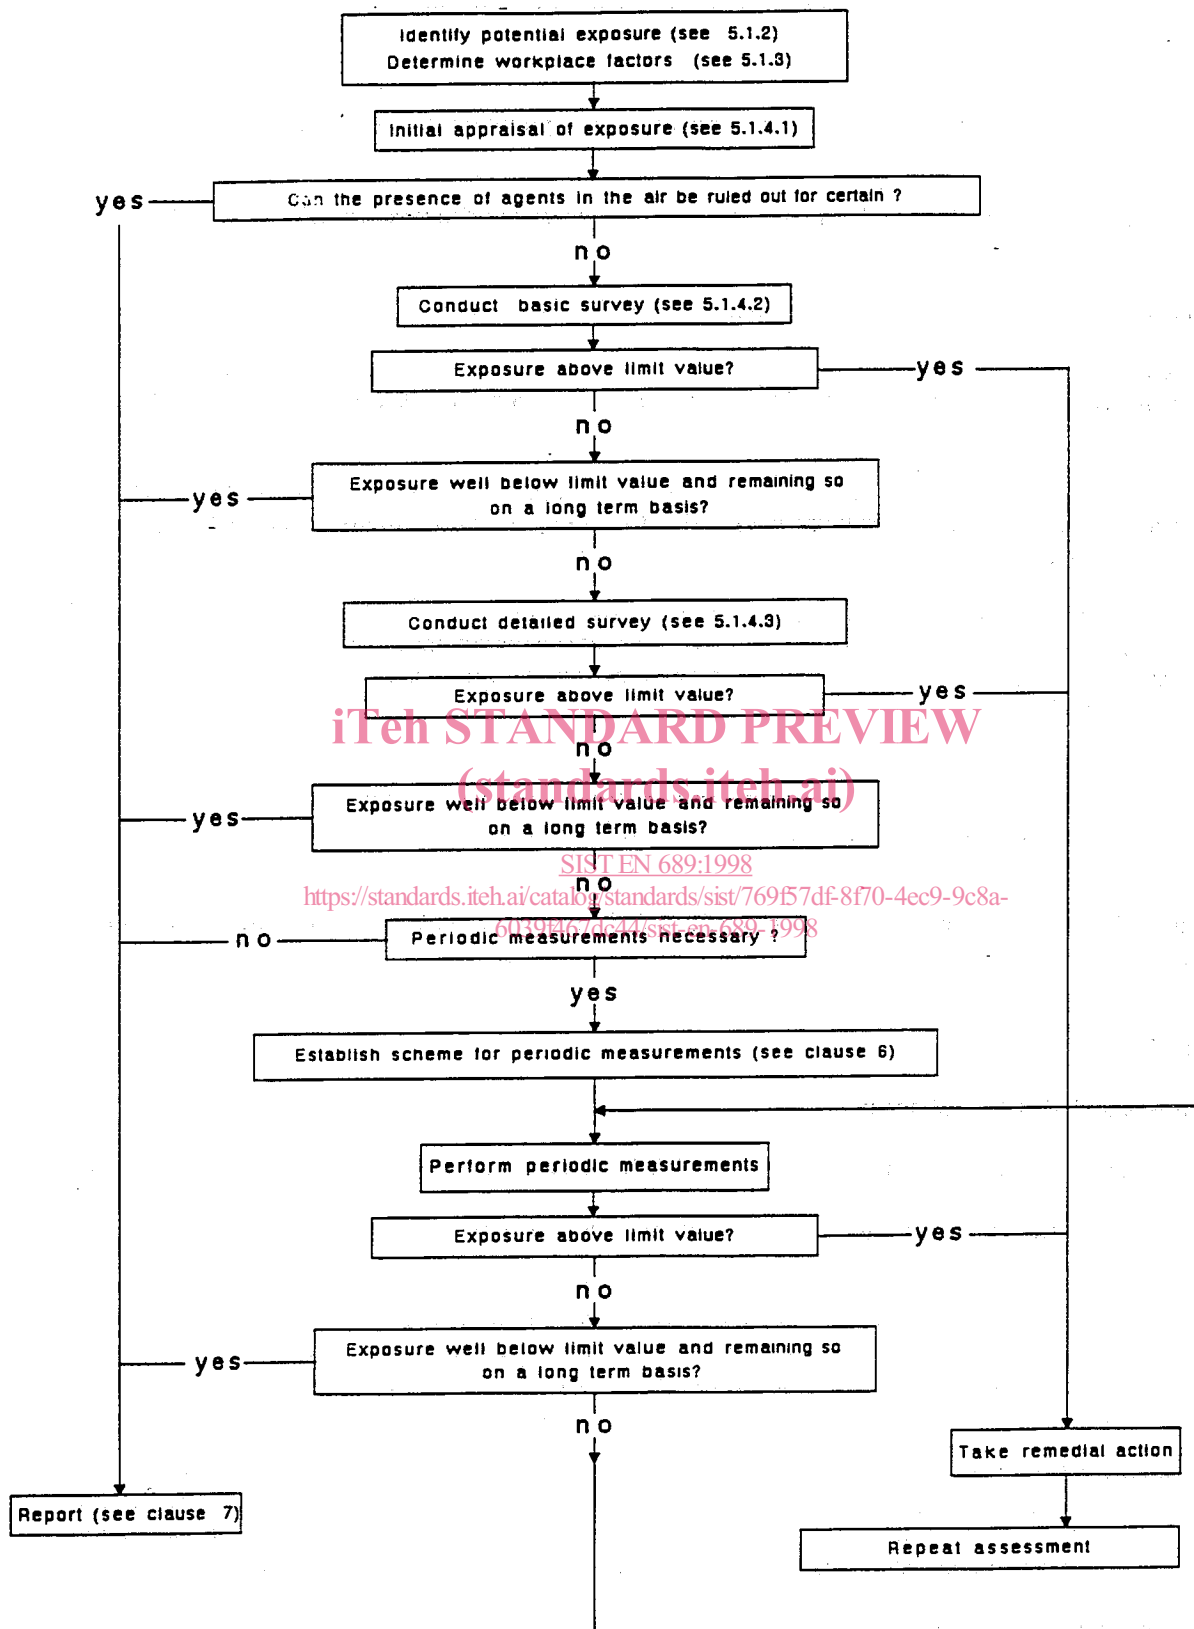 Identify potential exposure (see 5.1.2)
Determine workplace factors (see 5.1.3)
Initial appraisal of exposure (see 5.1.4.1)
Can the presence of agents in the air be ruled out for certain ?
yes
no
Conduct basic survey (see 5.1.4.2)
Exposure above limit value?
yes
no
Exposure well below limit value and remaining so
on a long term basis?
yes
no
Conduct detailed survey (see 5.1.4.3)
Exposure above limit value?
yes
iTeh STANDARD PREVIEW
no
(standards.iteh.ai)
Exposure well below limit value and remaining so
on a long term basis?
yes
SIST EN 689:1998
no
https://standards.iteh.ai/catalog/standards/sist/769f57df-8f70-4ec9-9c8a-
6039f467dc44/sist-en-689-1998
Periodic measurements necessary ?
no
yes
Establish scheme for periodic measurements (see clause 6)
Perform periodic measurements
Exposure above limit value?
yes
no
Exposure well below limit value and remaining so
on a long term basis?
yes
no
Take remedial action
Report (see clause 7)
Repeat assessment